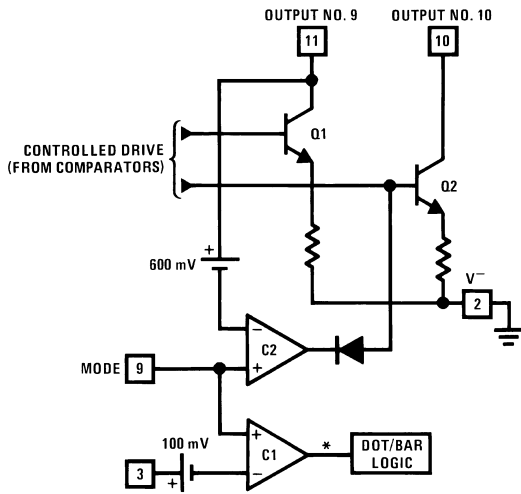 OUTPUT NO. 9
OUTPUT NO. 10
11
10
CONTROLLED DRIVE
(FROM COMPARATORS)
Q1
Q2
+
600 mV
V−
2
−
C2
+
MODE
9
100 mV
+
C1
*
DOT/BAR
LOGIC
3
+
−